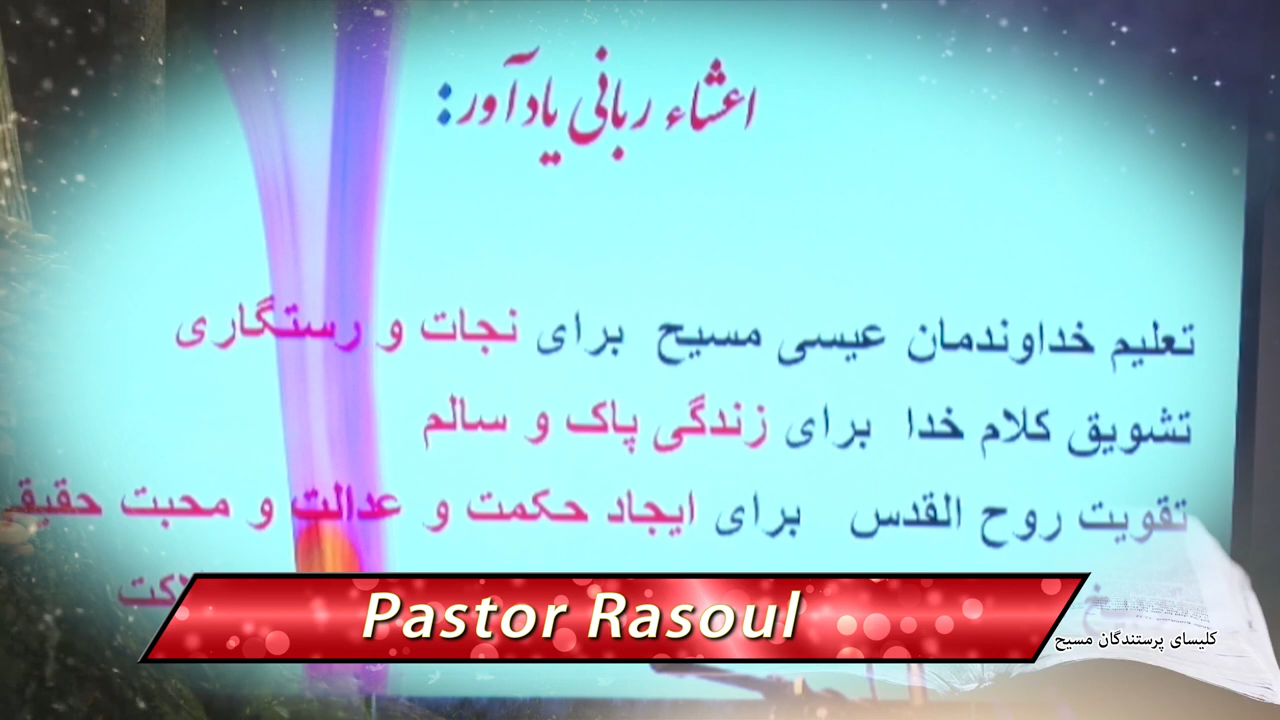 اعشاء ربانی یادآور:
تعلیم خداوندمان عیسی مسیح برای نجات و رستگاری
تشویق کلام خدا برای زندگی پاک و سالم
تقویت روح القدس برای ایجاد حکمت و عدالت و محبت حقیقی
Pastor Rasoul
کلیسای پرستندگان مسیح